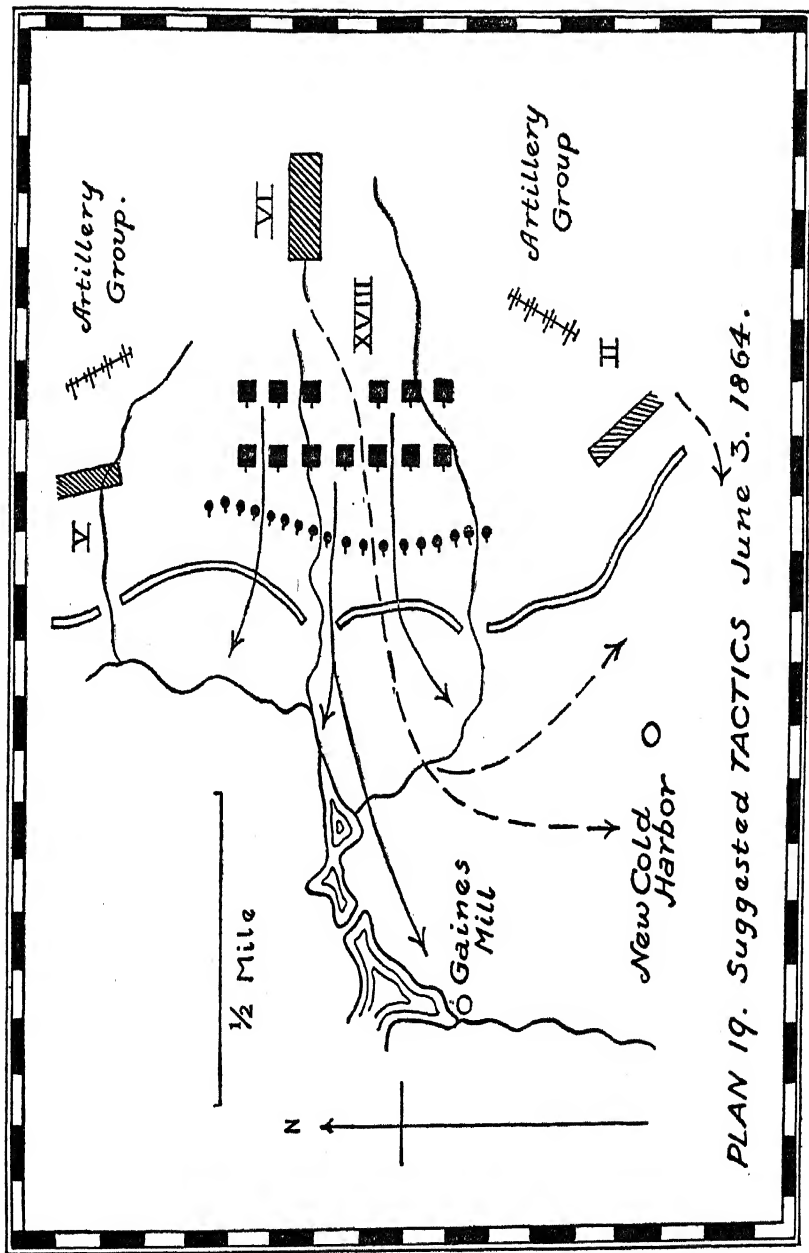 Artillery
Group.
V
VI
XVIII
Artillery
Group
II
½ Mile
N
Gaines
Mill
New Cold
Harbor
PLAN 19. Suggested TACTICS June 3. 1864.